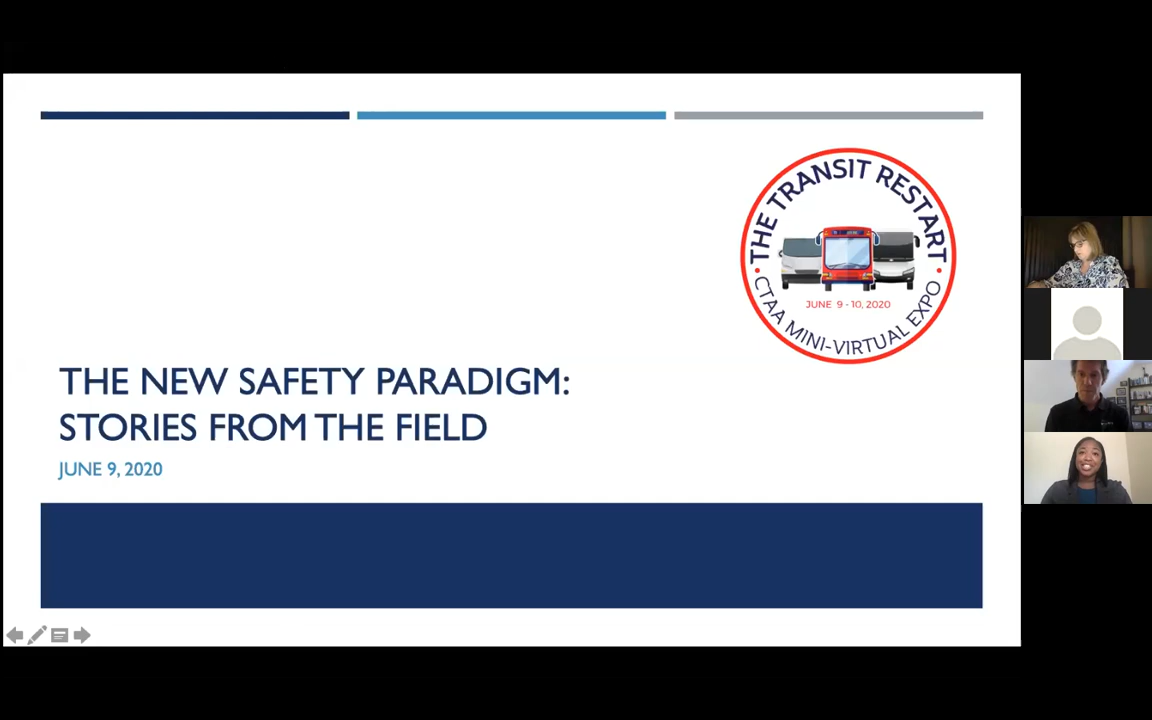 THE TRANSIT RESTART
JUNE 9 - 10, 2020
CTAA MINI-VIRTUAL EXPO
THE NEW SAFETY PARADIGM:
STORIES FROM THE FIELD
JUNE 9, 2020